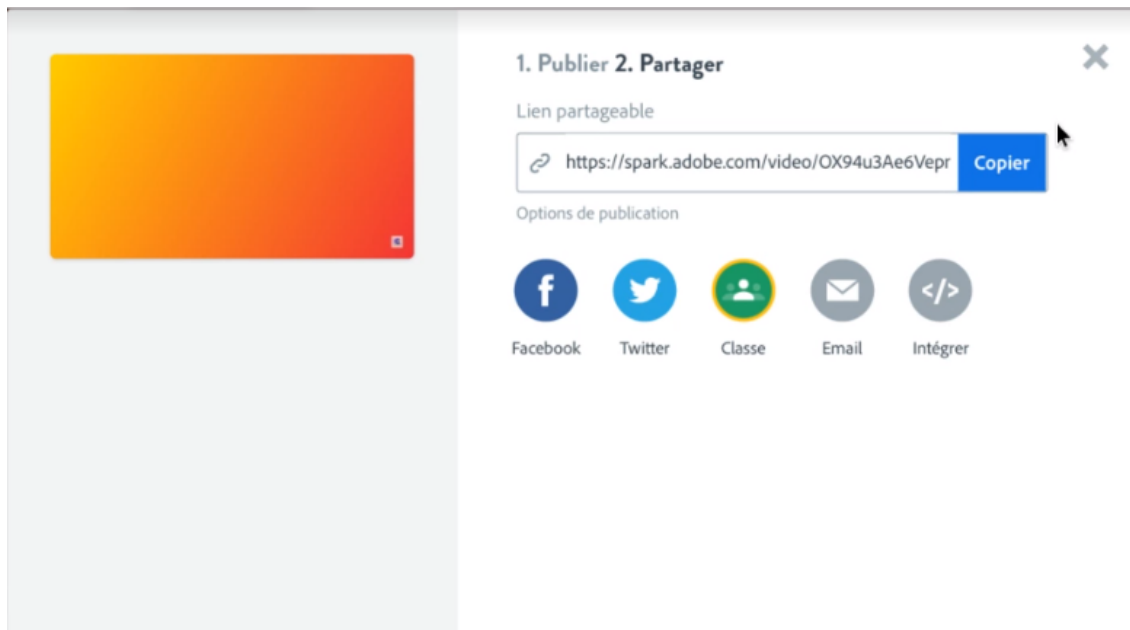 1. Publier 2. Partager
Lien partageable
https://spark.adobe.com/video/OX94u3Ae6Vepr
Copier
Options de publication
Facebook
Twitter
Classe
Email
Intégrer